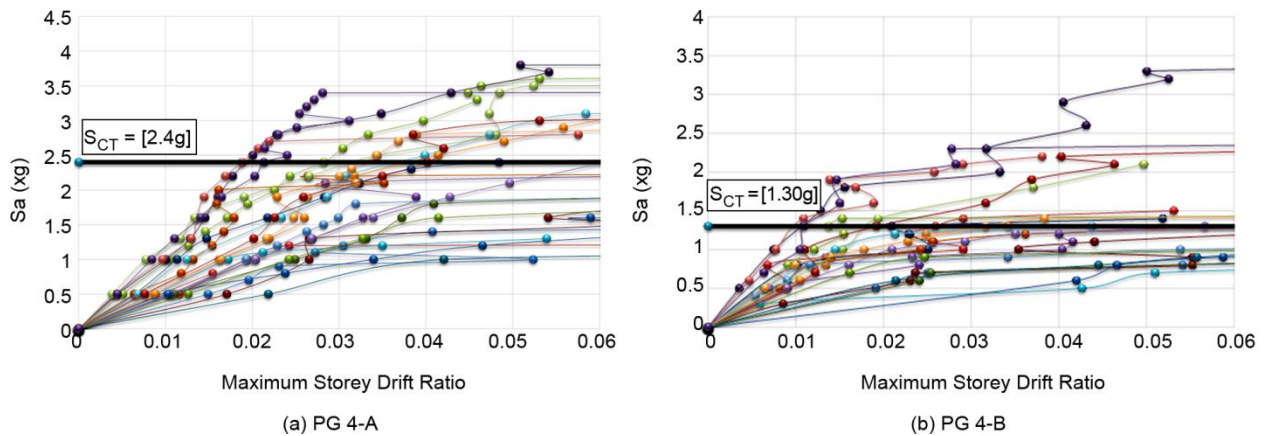 4.5
4
3.5
3
2.5
2
1.5
1
0.5
0
Sa (xg)
S_CT = [2.4g]
0 0.01 0.02 0.03 0.04 0.05 0.06
Maximum Storey Drift Ratio
(a) PG 4-A
4
3.5
3
2.5
2
1.5
1
0.5
0
Sa (xg)
S_CT =[1.30g]
0 0.01 0.02 0.03 0.04 0.05 0.06
Maximum Storey Drift Ratio
(b) PG 4-B